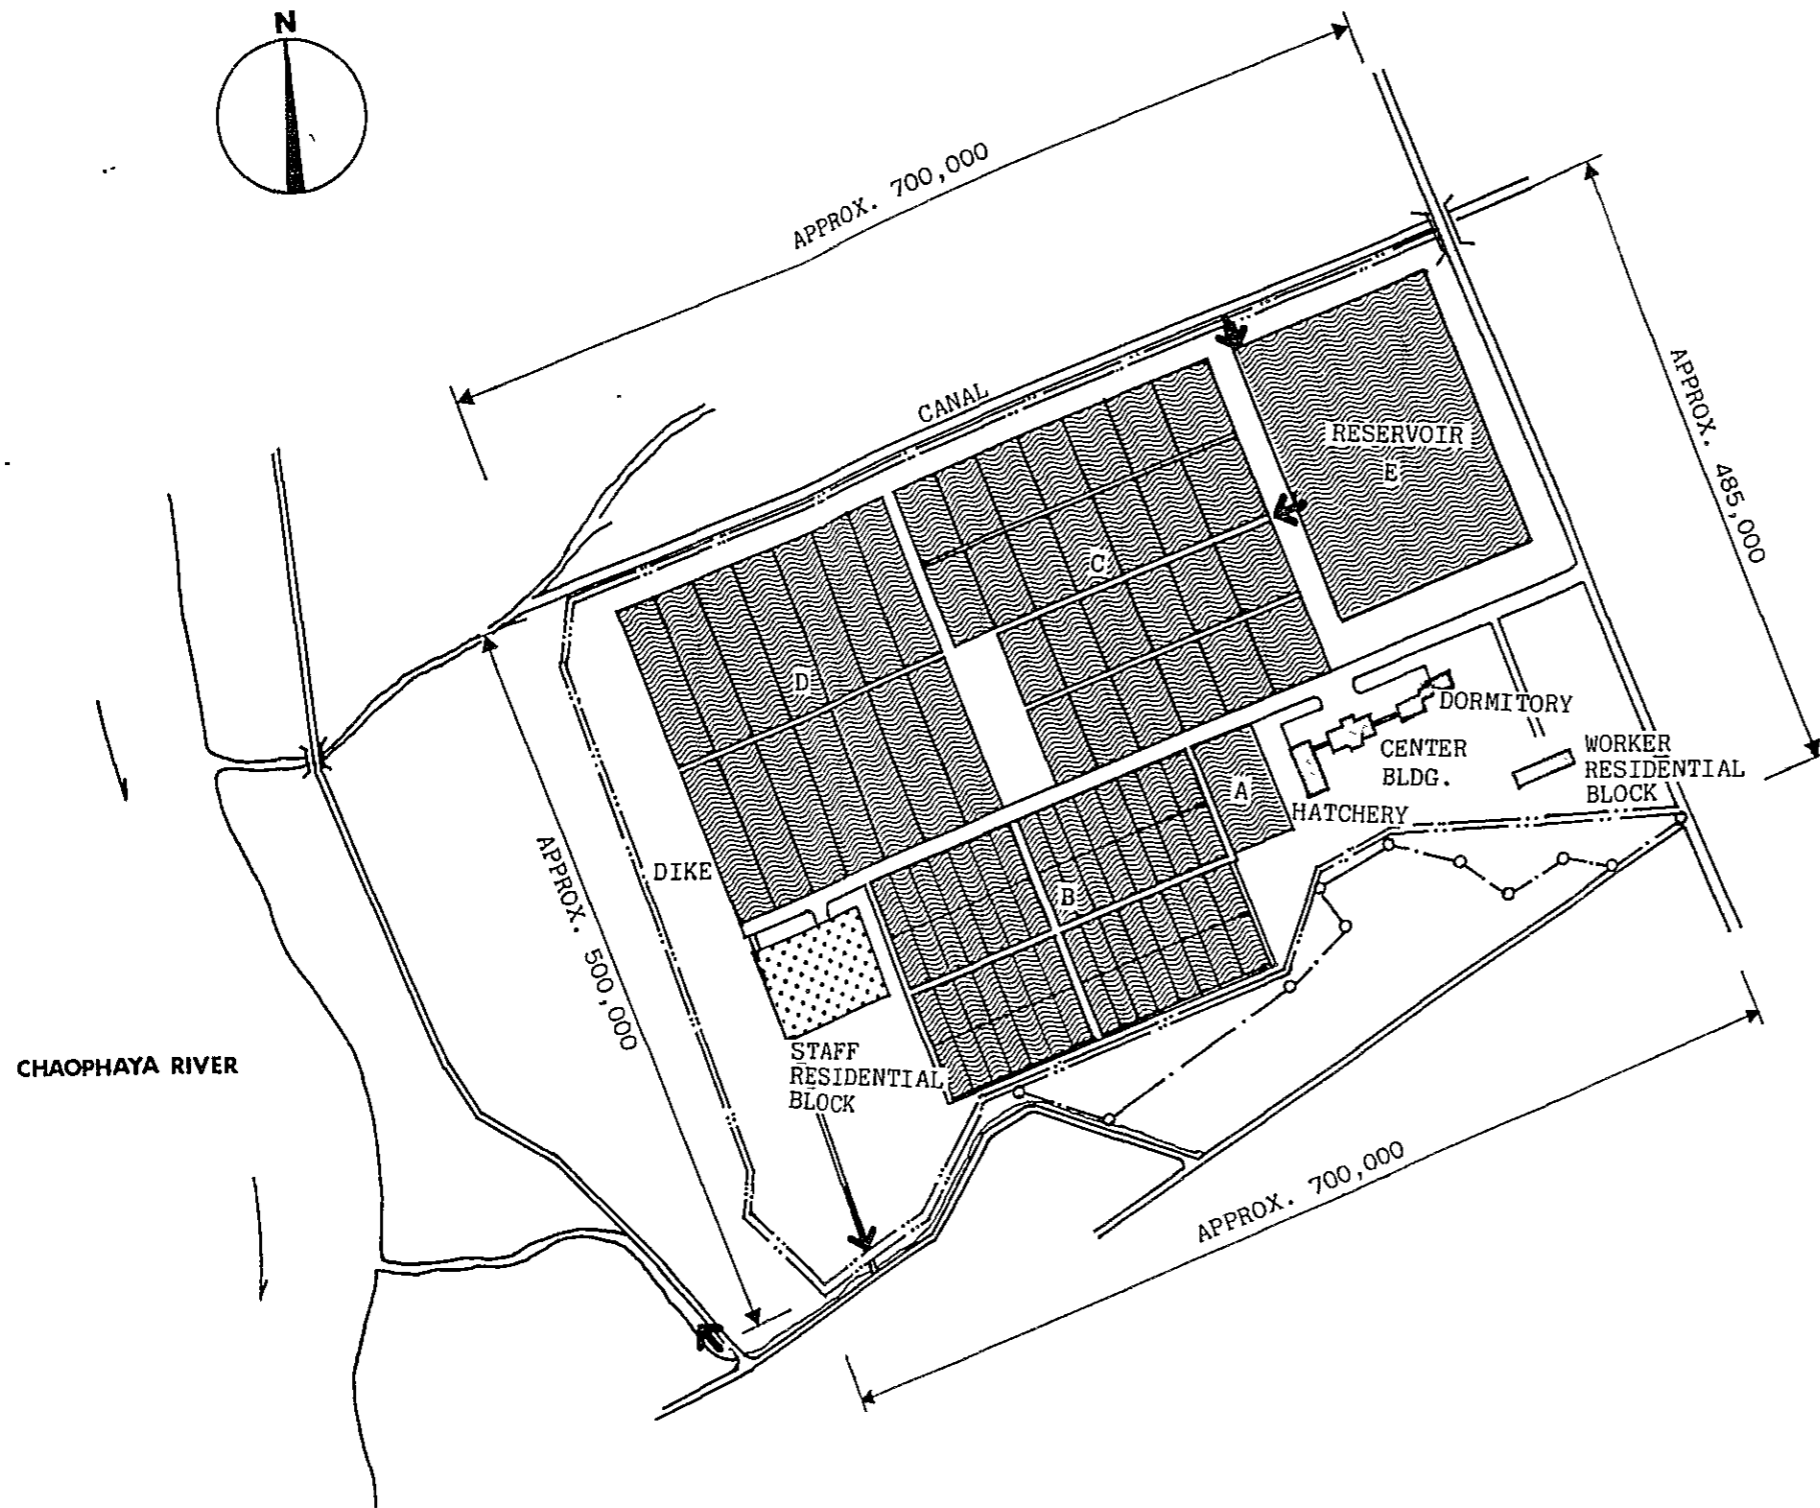 N
APPROX. 700,000
CANAL
RESERVOIR
E
APPROX. 485,000
C
D
DORMITORY
CENTER
BLDG.
WORKER
RESIDENTIAL
BLOCK
A
HATCHERY
DIKE
B
APPROX. 500,000
STAFF
RESIDENTIAL
BLOCK
CHAOPHAYA RIVER
APPROX. 700,000